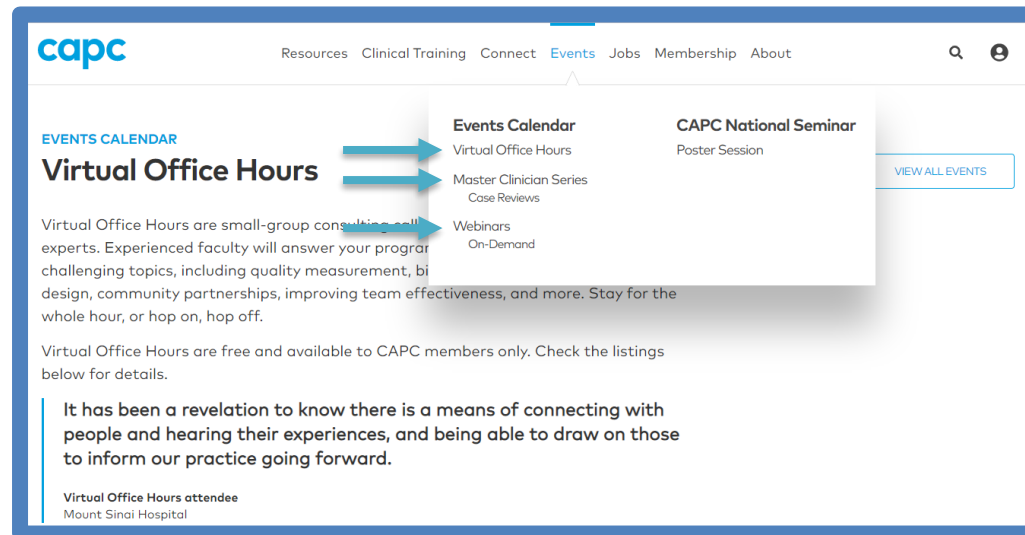 capc
Resources Clinical Training Connect Events Jobs Membership About
Events Calendar
Virtual Office Hours
Master Clinician Series
Case Reviews
Webinars
On-Demand
CAPC National Seminar
Poster Session
EVENTS CALENDAR
Virtual Office Hours
VIEW ALL EVENTS
Virtual Office Hours are small-group consulting
experts. Experienced faculty will answer your
challenging topics, including quality measurement,
design, community partnerships, improving team effectiveness, and more. Stay for the
whole hour, or hop on, hop off.
Virtual Office Hours are free and available to CAPC members only. Check the listings
below for details.
It has been a revelation to know there is a means of connecting with
people and hearing their experiences, and being able to draw on those
to inform our practice going forward.
Virtual Office Hours attendee
Mount Sinai Hospital